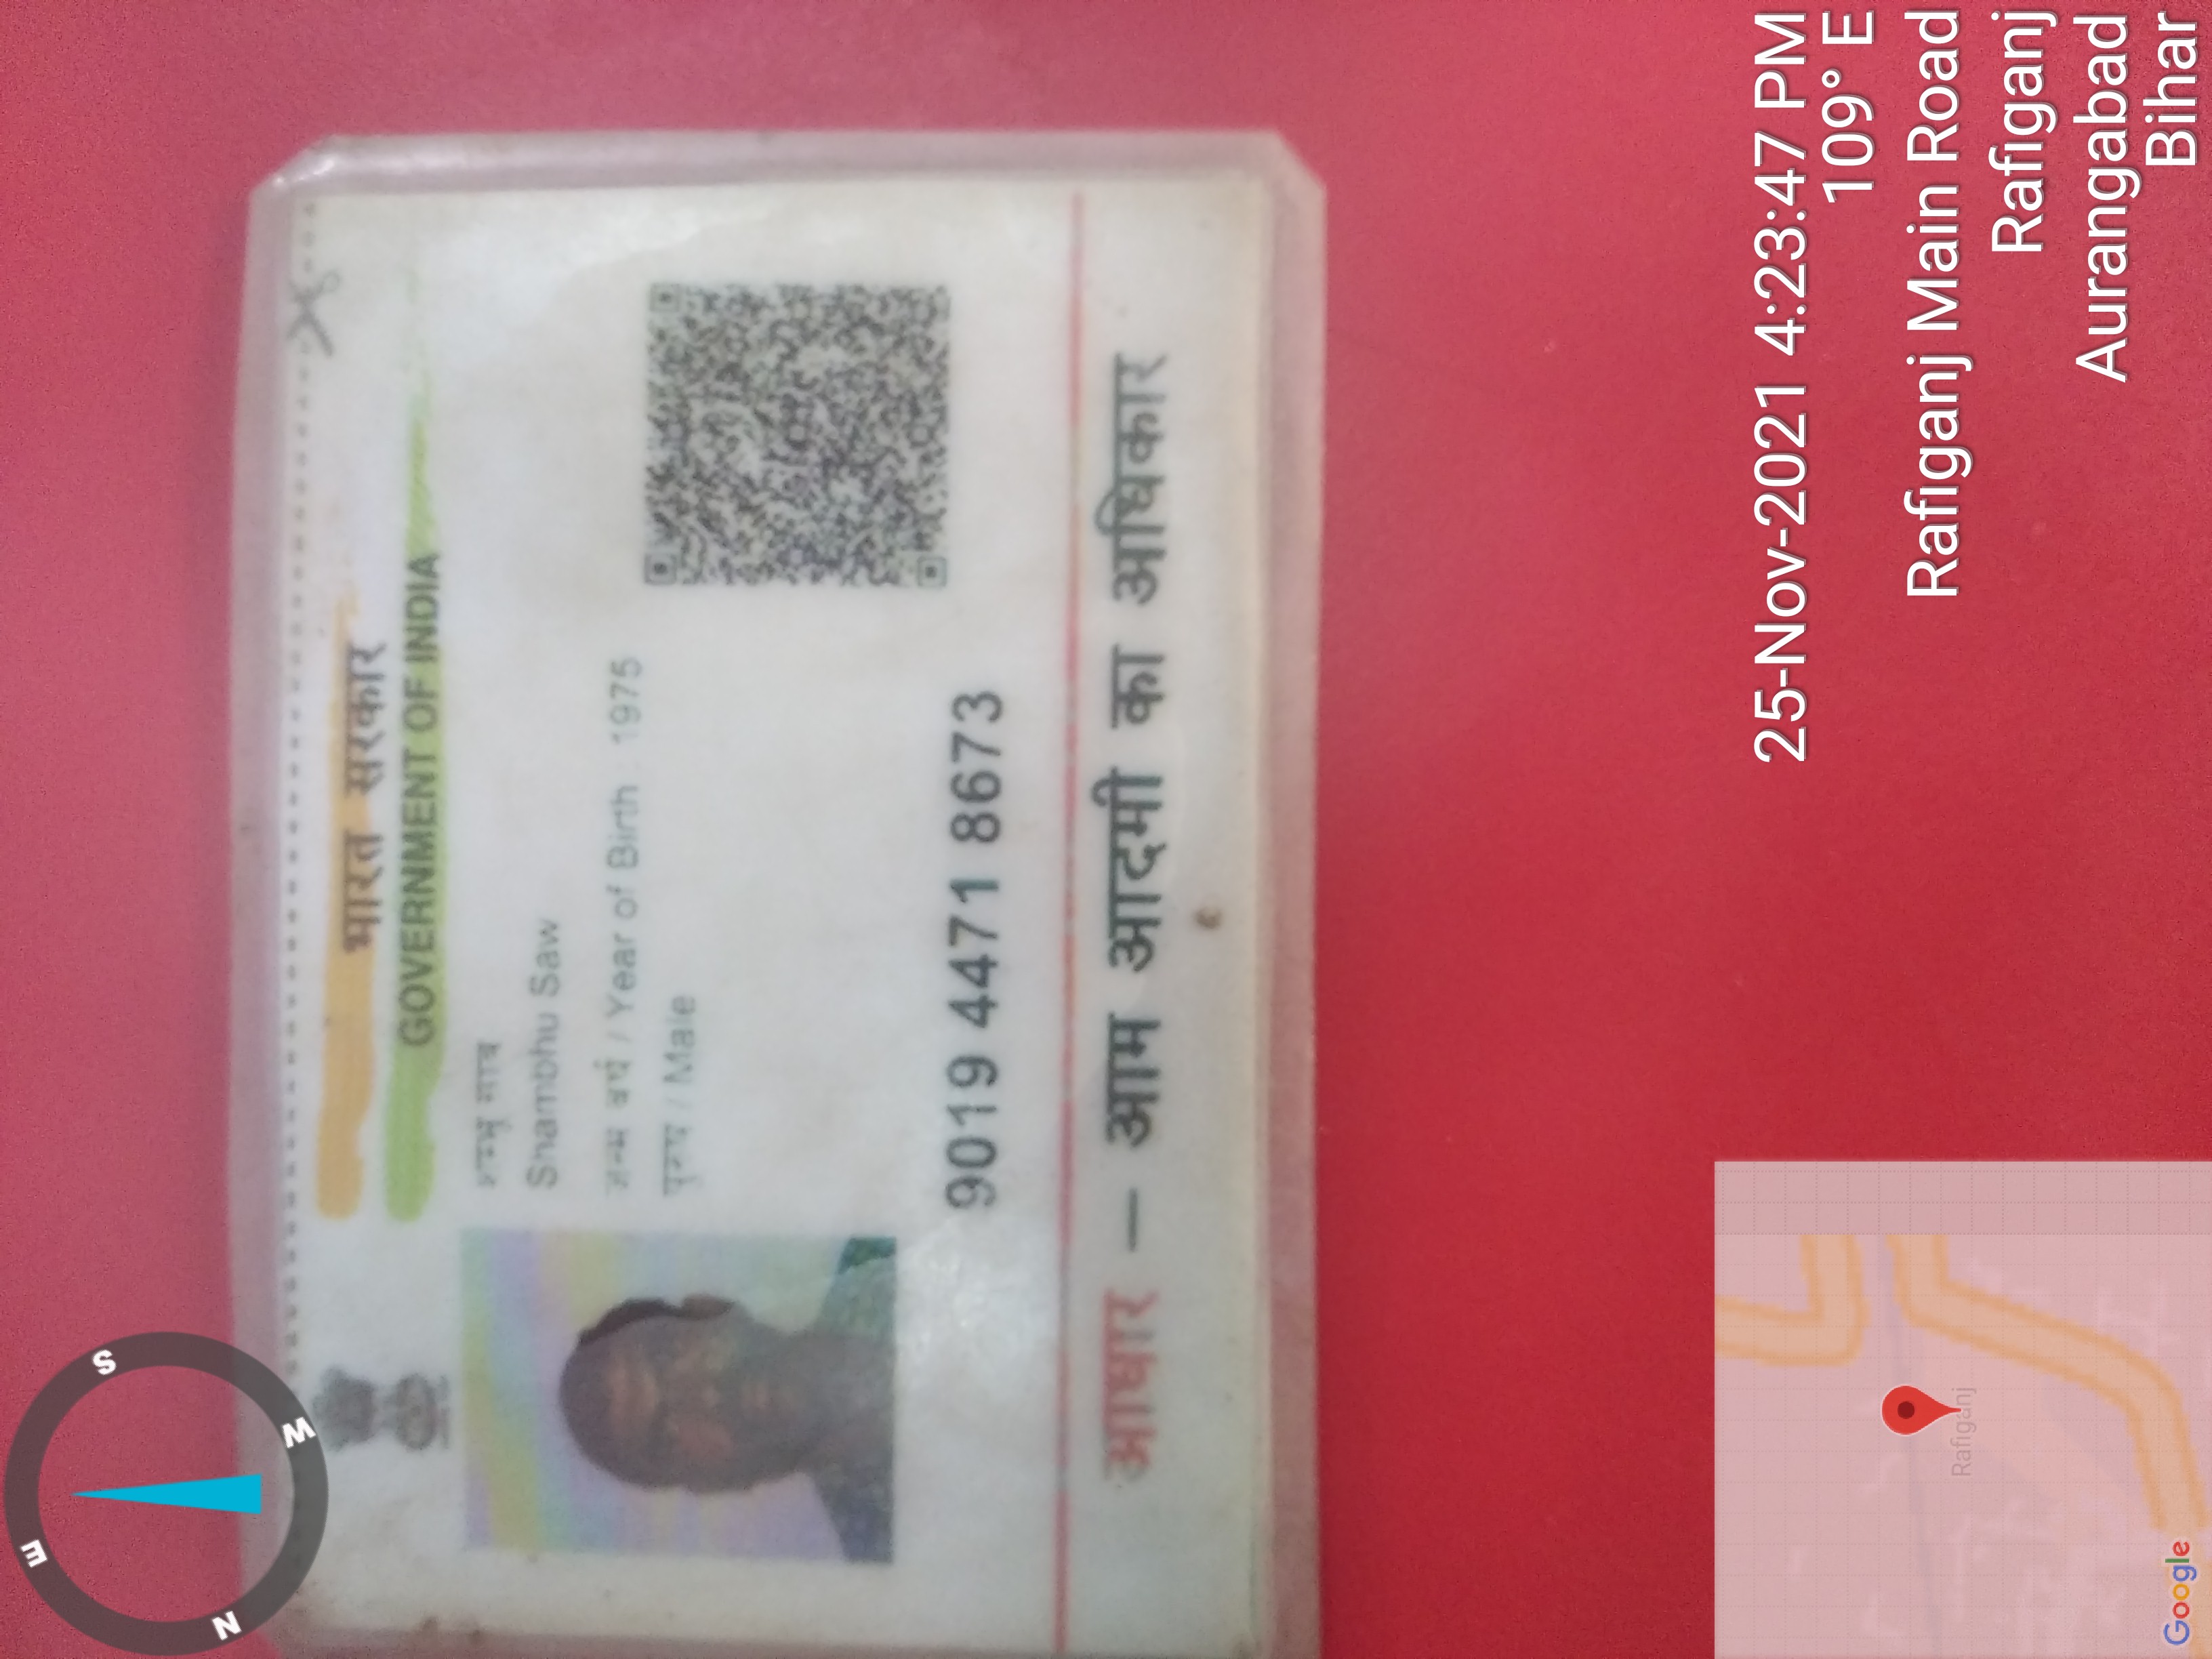 E
S
N
W
भारत सरकार
GOVERNMENT OF INDIA
शम्भू साव
Shambhu Saw
जन्म वर्ष / Year of Birth 1975
पुरुष / Male
9019 4471 8673
आधार — आम आदमी का अधिकार
Rafiganj
Google
25-Nov-2021 4:23:47 PM
109° E
Rafiganj Main Road
Rafiganj
Aurangabad
Bihar